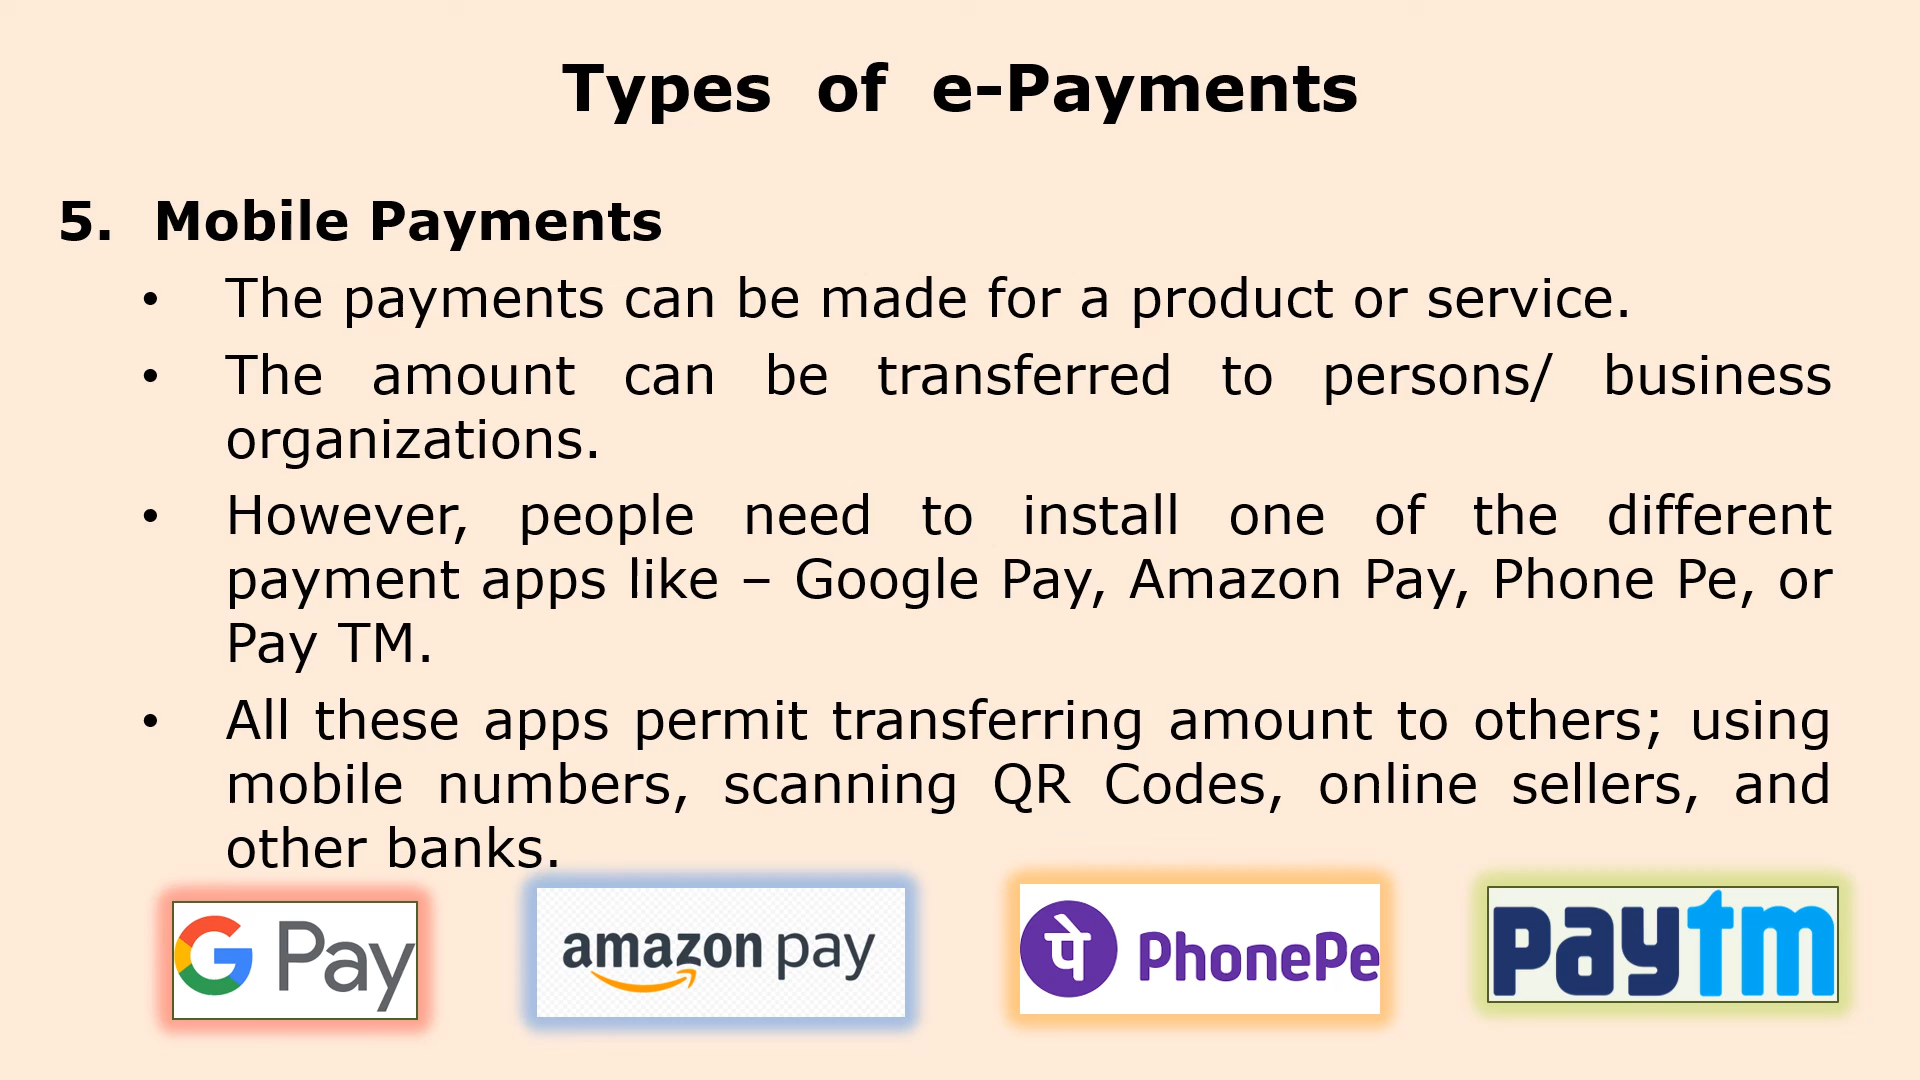 Types of e-Payments
5. Mobile Payments
• The payments can be made for a product or service.
• The amount can be transferred to persons/ business
organizations.
• However, people need to install one of the different
payment apps like – Google Pay, Amazon Pay, Phone Pe, or
Pay TM.
• All these apps permit transferring amount to others; using
mobile numbers, scanning QR Codes, online sellers, and
other banks.
G Pay
amazon pay
पे PhonePe
paytm